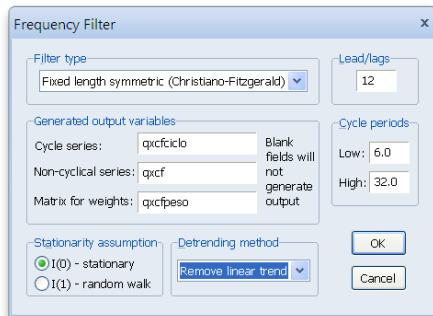 Frequency Filter
x
Filter type
Fixed length symmetric (Christiano-Fitzgerald)
Lead/lags
12
Generated output variables
Cycle series: qxcfciclo
Non-cyclical series: qxcf
Matrix for weights: qxcfpeso
Blank
fields will
not
generate
output
Cycle periods
Low: 6.0
High: 32.0
Stationarity assumption
I(0) - stationary
I(1) - random walk
Detrending method
Remove linear trend
OK
Cancel